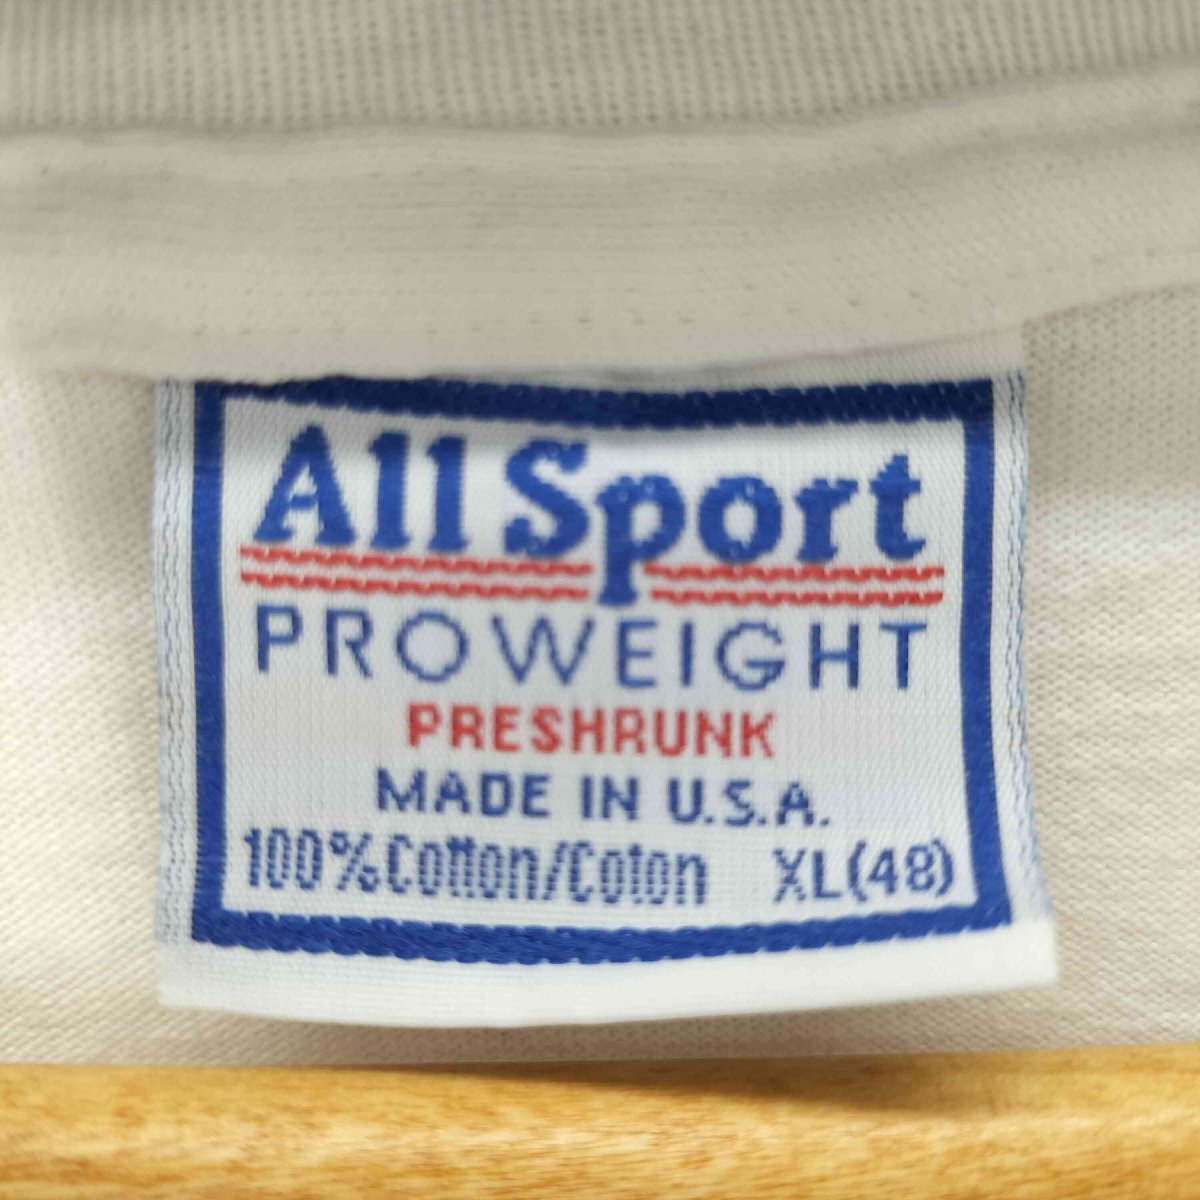 All Sport
PROWEIGHT
PRESHRUNK
MADE IN U.S.A.
100% Cotton/Coton XL(48)